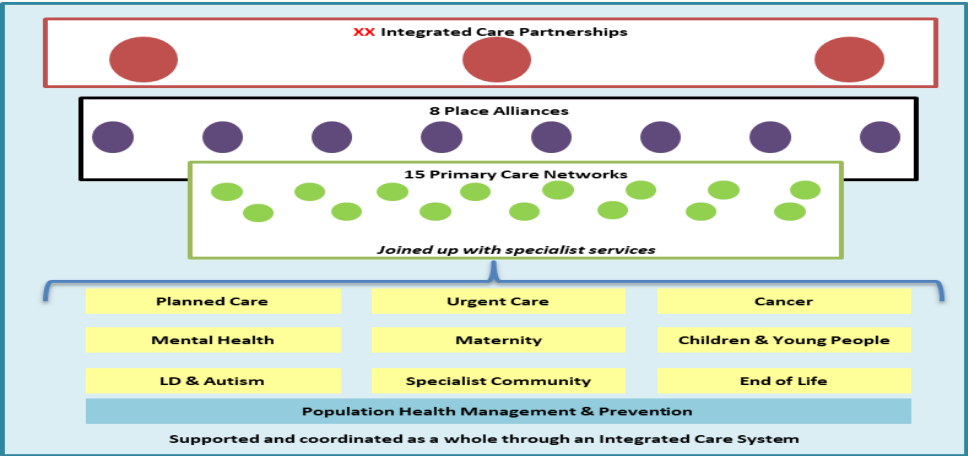 XX Integrated Care Partnerships
8 Place Alliances
15 Primary Care Networks
Joined up with specialist services
Planned Care
Urgent Care
Cancer
Mental Health
Maternity
Children & Young People
LD & Autism
Specialist Community
End of Life
Population Health Management & Prevention
Supported and coordinated as a whole through an Integrated Care System